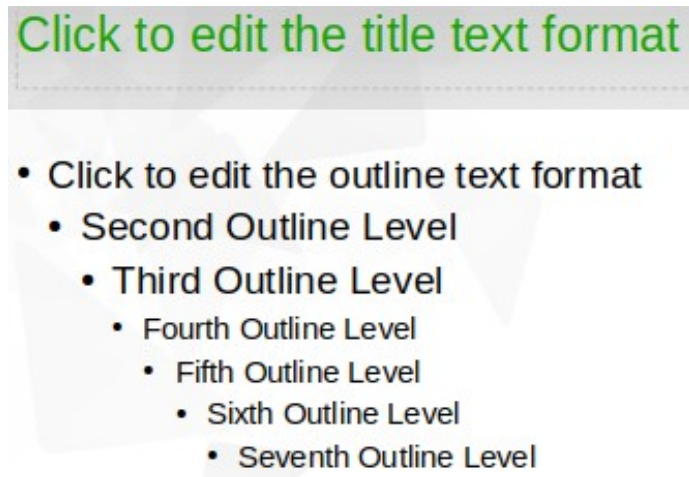 Click to edit the title text format
• Click to edit the outline text format
• Second Outline Level
• Third Outline Level
• Fourth Outline Level
• Fifth Outline Level
• Sixth Outline Level
• Seventh Outline Level